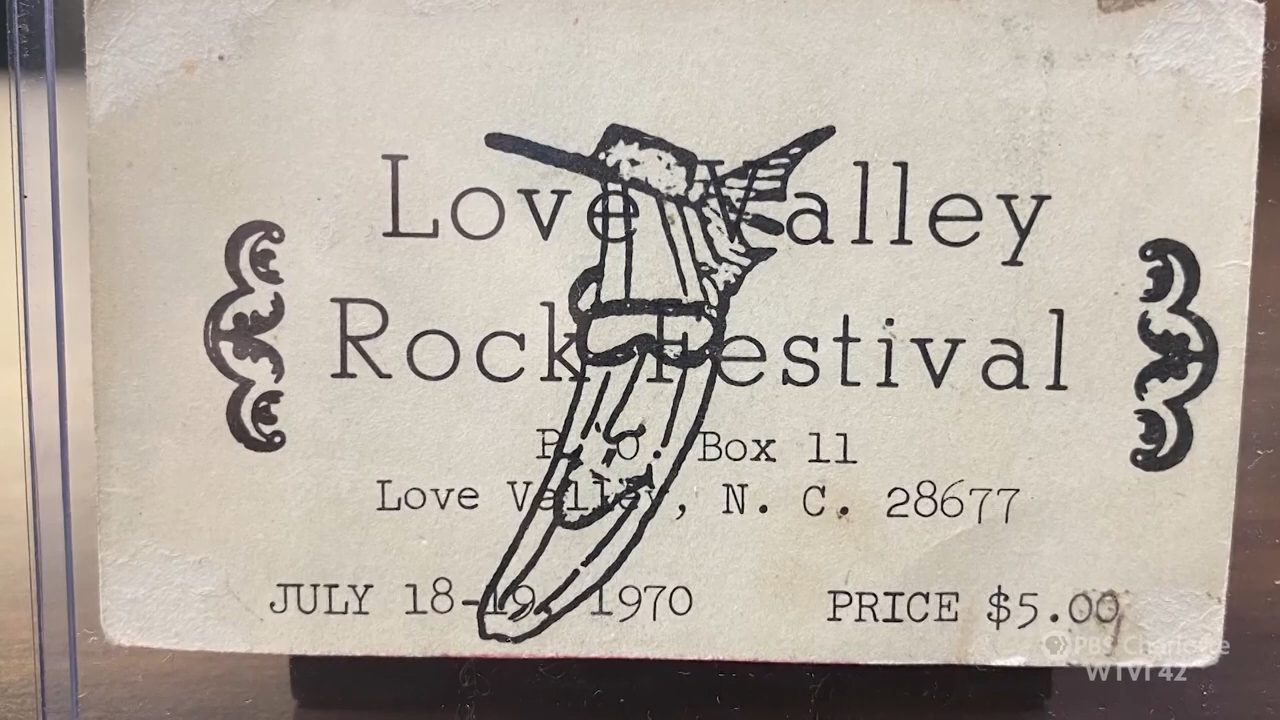 Love Valley
Rock Festival
P. O. Box 11
Love Valley, N. C. 28677
JULY 18-19, 1970
PRICE $5.00
PBS Charlotte
WTVI 42